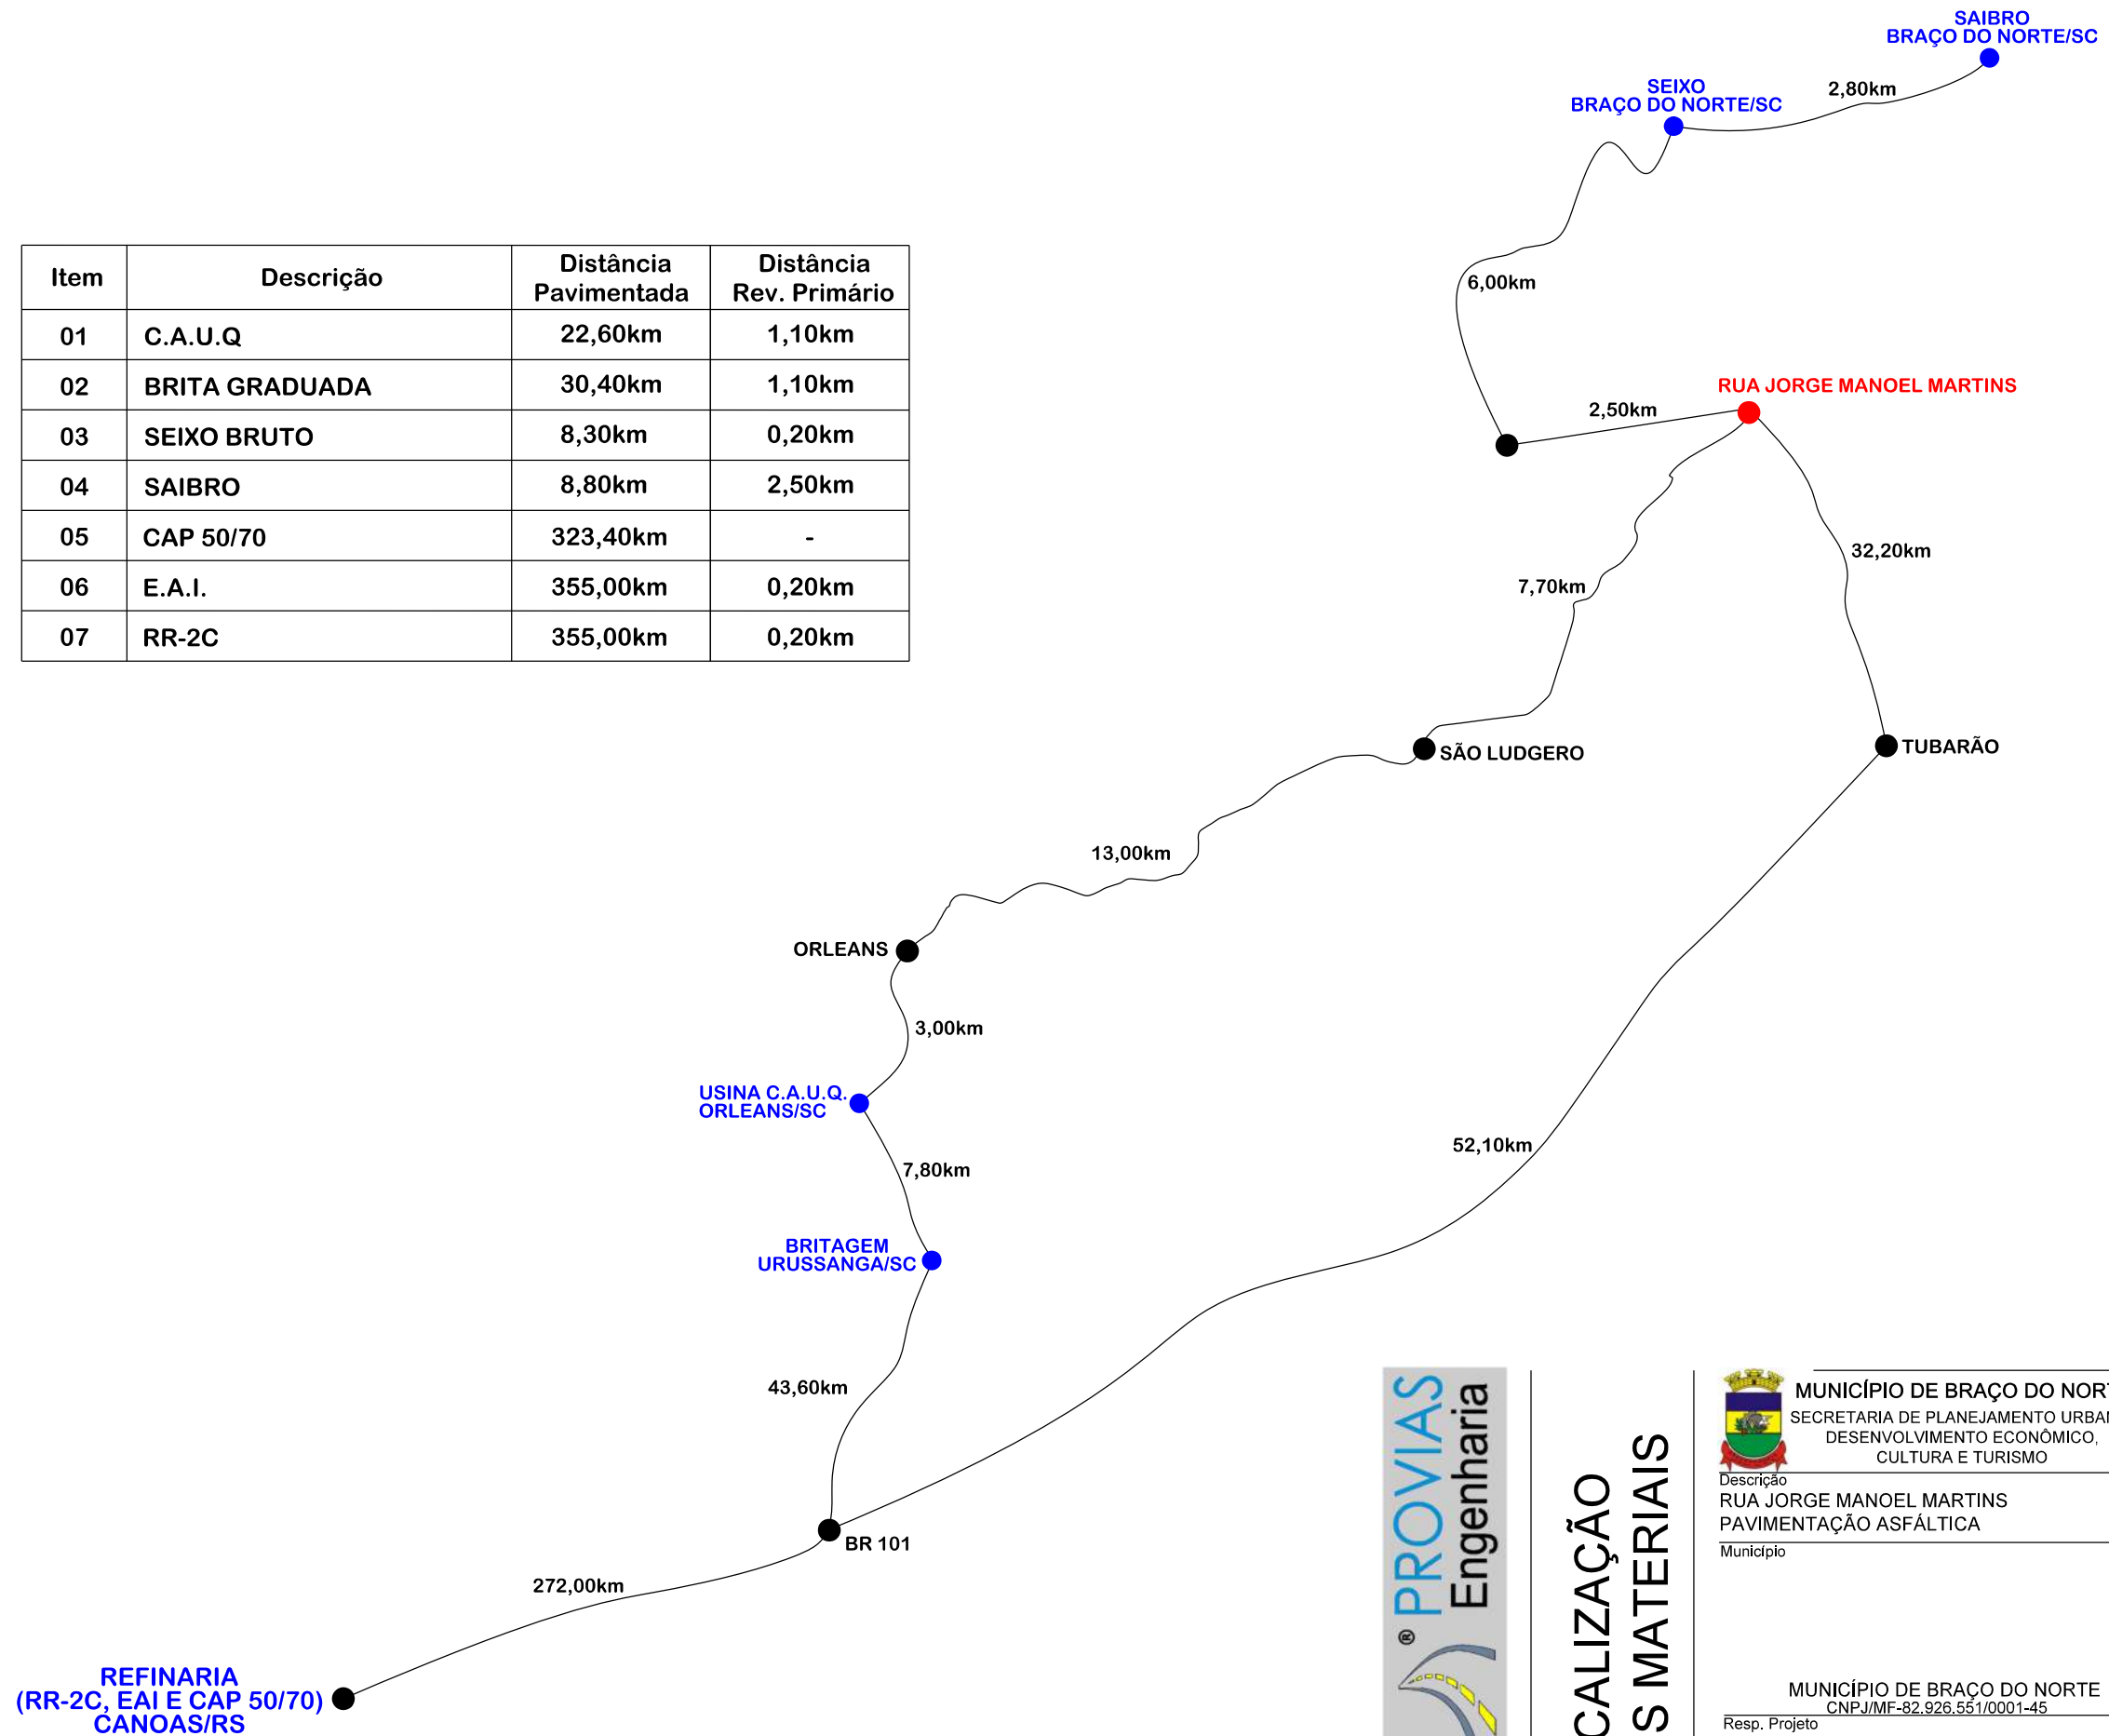 SAIBRO
BRAÇO DO NORTE/SC
SEIXO
BRAÇO DO NORTE/SC
2,80km
6,00km
Item Descrição Distância Pavimentada Distância Rev. Primário
01 C.A.U.Q 22,60km 1,10km
02 BRITA GRADUADA 30,40km 1,10km
03 SEIXO BRUTO 8,30km 0,20km
04 SAIBRO 8,80km 2,50km
05 CAP 50/70 323,40km -
06 E.A.I. 355,00km 0,20km
07 RR-2C 355,00km 0,20km
RUA JORGE MANOEL MARTINS
2,50km
32,20km
7,70km
SÃO LUDGERO
TUBARÃO
13,00km
ORLEANS
3,00km
USINA C.A.U.Q.
ORLEANS/SC
7,80km
52,10km
BRITAGEM
URUSSANGA/SC
43,60km
BR 101
272,00km
REFINARIA
(RR-2C, EAI E CAP 50/70)
CANOAS/RS
® PROVIAS
Engenharia
CALIZAÇÃO
S MATERIAIS
MUNICÍPIO DE BRAÇO DO NORT
SECRETARIA DE PLANEJAMENTO URBA
DESENVOLVIMENTO ECONÔMICO,
CULTURA E TURISMO
Descrição
RUA JORGE MANOEL MARTINS
PAVIMENTAÇÃO ASFÁLTICA
Município
MUNICÍPIO DE BRAÇO DO NORTE
CNPJ/MF-82.926.551/0001-45
Resp. Projeto